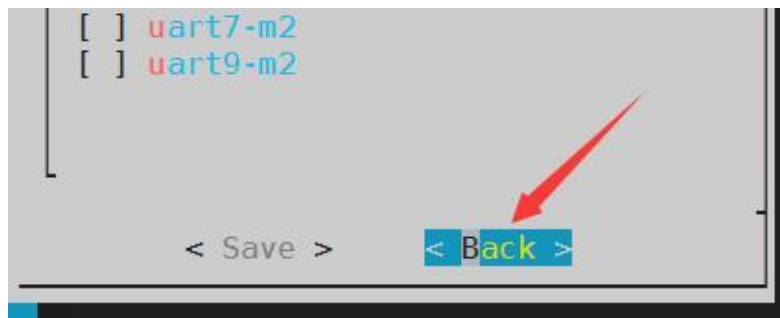 [ ] uart7-m2
[ ] uart9-m2
< Save > < Back >